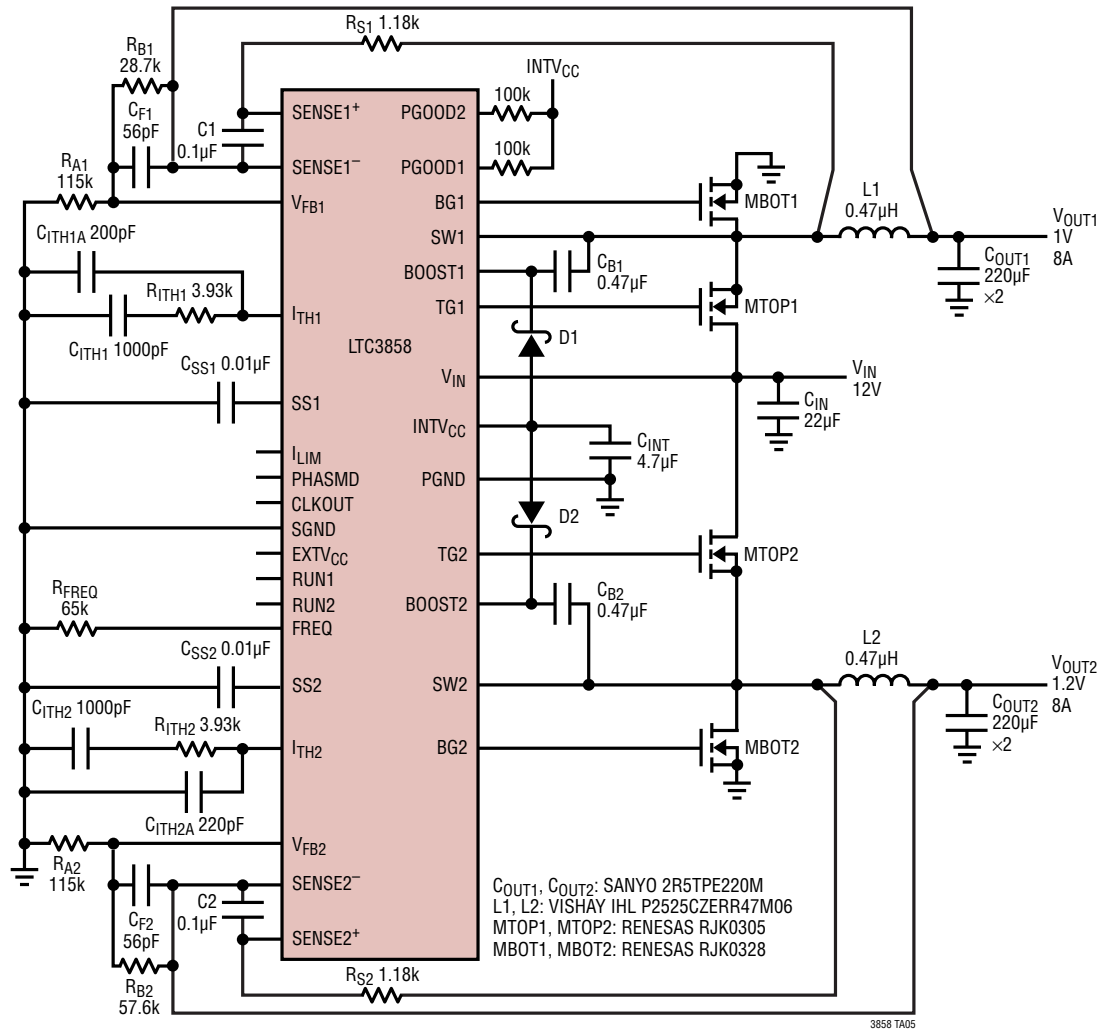 RS1 1.18k
RB1
28.7k
CF1
56pF
C1
0.1µF
RA1
115k
CITH1A 200pF
RITH1 3.93k
CITH1 1000pF
CSS1 0.01µF
RFREQ
65k
CSS2 0.01µF
CITH2 1000pF
RITH2 3.93k
CITH2A 220pF
RA2
115k
CF2
56pF
C2
0.1µF
RB2
57.6k
RS2 1.18k
SENSE1+
SENSE1–
VFB1
ITH1
LTC3858
SS1
ILIM
PHASMD
CLKOUT
SGND
EXTVCC
RUN1
RUN2
FREQ
SS2
ITH2
VFB2
SENSE2–
SENSE2+
PGOOD2
PGOOD1
BG1
SW1
BOOST1
TG1
VIN
INTVCC
PGND
TG2
BOOST2
SW2
BG2
INTVCC
100k
100k
MBOT1
CB1
0.47µF
MTOP1
D1
L1
0.47µH
VOUT1
1V
8A
COUT1
220µF
×2
VIN
12V
CIN
22µF
CINT
4.7µF
D2
MTOP2
CB2
0.47µF
L2
0.47µH
VOUT2
1.2V
8A
COUT2
220µF
×2
MBOT2
COUT1, COUT2: SANYO 2R5TPE220M
L1, L2: VISHAY IHL P2525CZERR47M06
MTOP1, MTOP2: RENESAS RJK0305
MBOT1, MBOT2: RENESAS RJK0328
3858 TA05